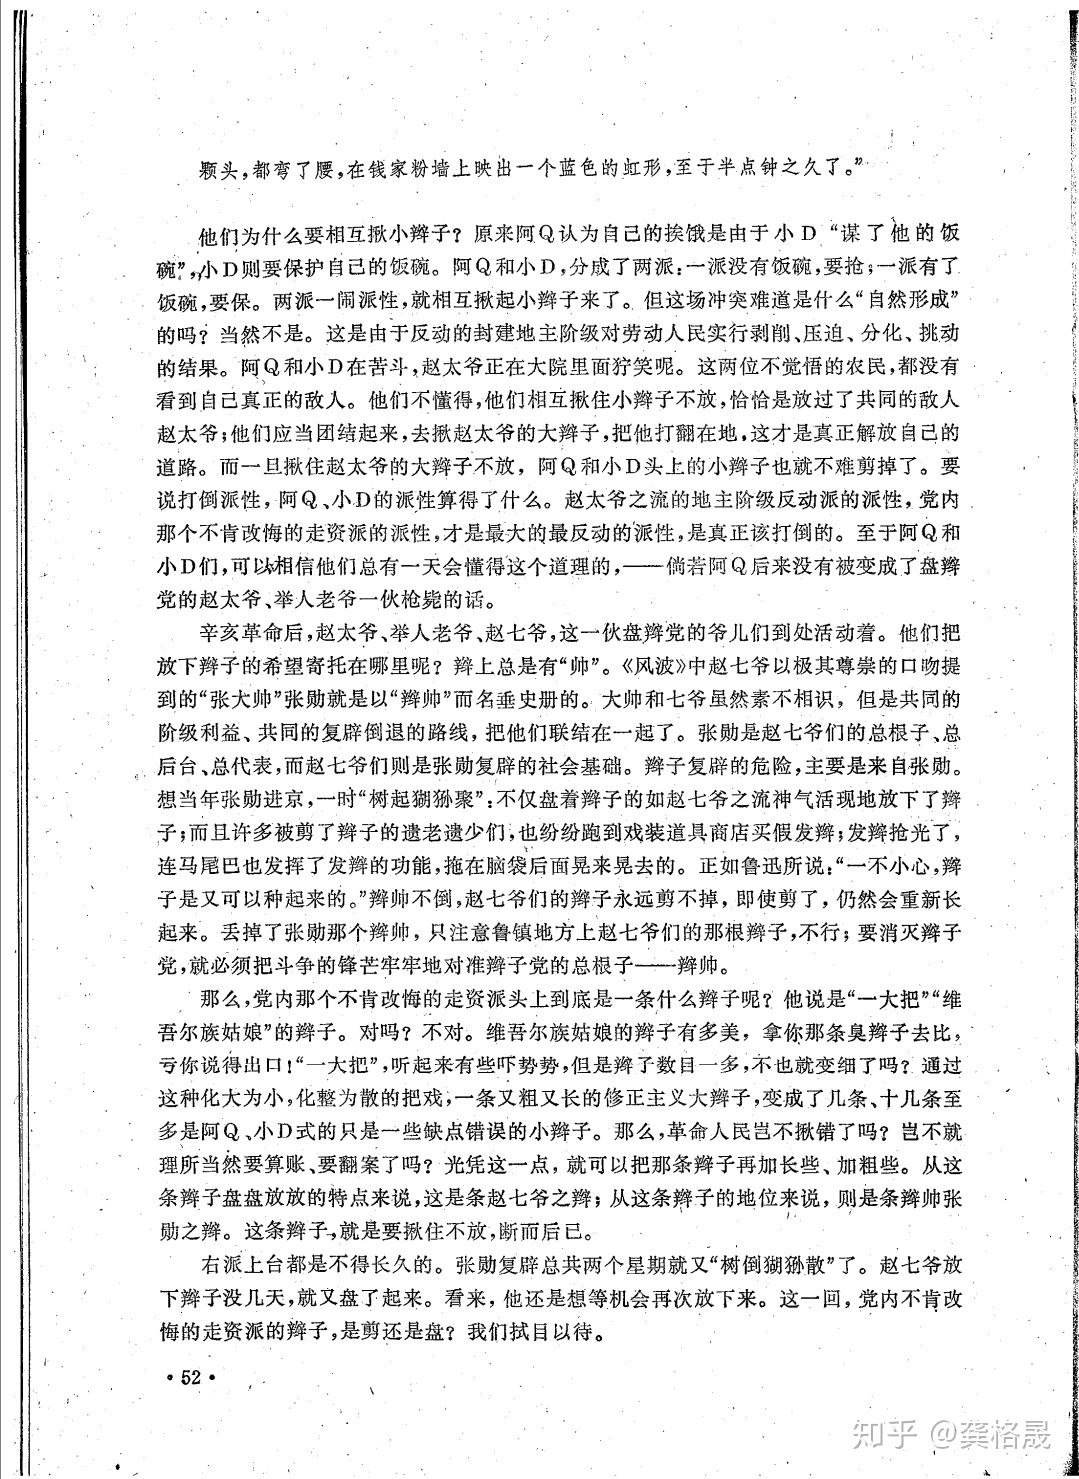 颗头，都弯了腰，在钱家粉墙上映出一个蓝色的虹形，至于半点钟之久了。”
他们为什么要相互揪小辫子？原来阿Q认为自己的挨饿是由于小D“谋了他的饭
碗”，小D则要保护自己的饭碗。阿Q和小D，分成了两派：一派没有饭碗，要抢；一派有了
饭碗，要保。两派一闹派性，就相互揪起小辫子来了。但这场冲突难道是什么“自然形成”
的吗？当然不是。这是由于反动的封建地主阶级对劳动人民实行剥削、压迫、分化、挑动
的结果。阿Q和小D在苦斗，赵太爷正在大院里面狞笑呢。这两位不觉悟的农民，都没有
看到自己真正的敌人。他们不懂得，他们相互揪住小辫子不放，恰恰是放过了共同的敌人
赵太爷；他们应当团结起来，去揪赵太爷的大辫子，把他打翻在地，这才是真正解放自己的
道路。而一旦揪住赵太爷的大辫子不放，阿Q和小D头上的小辫子也就不难剪掉了。要
说打倒派性，阿Q、小D的派性算得了什么。赵太爷之流的地主阶级反动派的派性，党内
那个不肯改悔的走资派的派性，才是最大的最反动的派性，是真正该打倒的。至于阿Q和
小D们，可以相信他们总有一天会懂得这个道理的，——倘若阿Q后来没有被变成了盘辫
党的赵太爷、举人老爷一伙枪毙的话。
辛亥革命后，赵太爷、举人老爷、赵七爷，这一伙盘辫党的爷儿们到处活动着。他们把
放下辫子的希望寄托在哪里呢？辫上总是有“帅”。《风波》中赵七爷以极其尊崇的口吻提
到的“张大帅”张勋就是以“辫帅”而名垂史册的。大帅和七爷虽然素不相识，但是共同的
阶级利益、共同的复辟倒退的路线，把他们联结在一起了。张勋是赵七爷们的总根子、总
后台、总代表，而赵七爷们则是张勋复辟的社会基础。辫子复辟的危险，主要是来自张勋。
想当年张勋进京，一时“树起猢狲聚”：不仅盘着辫子的如赵七爷之流神气活现地放下了辫
子；而且许多被剪了辫子的遗老遗少们，也纷纷跑到戏装道具商店买假发辫；发辫抢光了，
连马尾巴也发挥了发辫的功能，拖在脑袋后面晃来晃去的。正如鲁迅所说：“一不小心，辫
子是又可以种起来的。”辫帅不倒，赵七爷们的辫子永远剪不掉，即使剪了，仍然会重新长
起来。丢掉了张勋那个辫帅，只注意鲁镇地方上赵七爷们的那根辫子，不行；要消灭辫子
党，就必须把斗争的锋芒牢牢地对准辫子党的总根子——辫帅。
那么，党内那个不肯改悔的走资派头上到底是一条什么辫子呢？他说是“一大把”“维
吾尔族姑娘”的辫子。对吗？不对。维吾尔族姑娘的辫子有多美，拿你那条臭辫子去比，
亏你说得出口！“一大把”，听起来有些吓势势，但是辫子数目一多，不也就变细了吗？通过
这种化大为小，化整为散的把戏，一条又粗又长的修正主义大辫子，变成了几条、十几条至
多是阿Q、小D式的只是一些缺点错误的小辫子。那么，革命人民岂不揪错了吗？岂不就
理所当然要算账、要翻案了吗？光凭这一点，就可以把那条辫子再加长些、加粗些。从这
条辫子盘盘放放的特点来说，这是条赵七爷之辫；从这条辫子的地位来说，则是条辫帅张
勋之辫。这条辫子，就是要揪住不放，断而后已。
右派上台都是不得长久的。张勋复辟总共两个星期就又“树倒猢狲散”了。赵七爷放
下辫子没几天，就又盘了起来。看来，他还是想等机会再次放下来。这一回，党内不肯改
悔的走资派的辫子，是剪还是盘？我们拭目以待。
·52·
知乎 @龚格晟